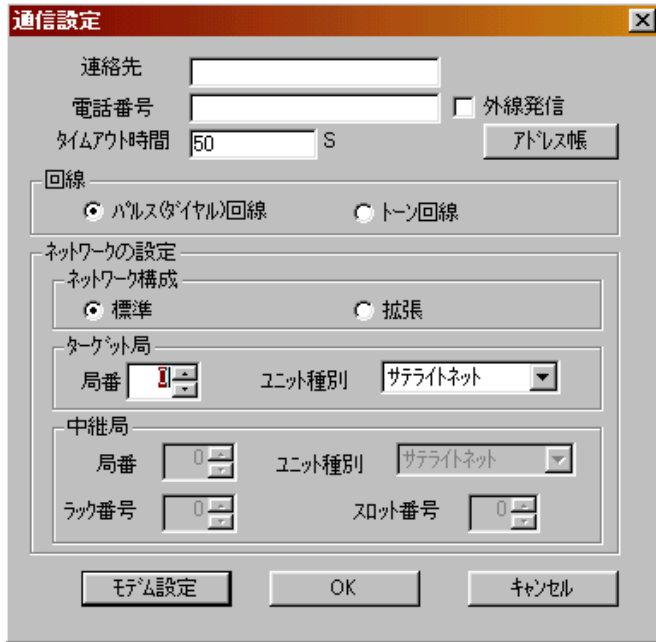 通信設定
連絡先
電話番号 外線発信
ﾀｲﾑｱｳﾄ時間 50 S ｱﾄﾞﾚｽ帳
回線
ﾊﾟﾙｽ(ﾀﾞｲﾔﾙ)回線 ﾄｰﾝ回線
ﾈｯﾄﾜｰｸの設定
ﾈｯﾄﾜｰｸ構成
標準 拡張
ﾀｰｹﾞｯﾄ局
局番 ﾕﾆｯﾄ種別 ｻﾃﾗｲﾄﾈｯﾄ
中継局
局番 0 ﾕﾆｯﾄ種別 ｻﾃﾗｲﾄﾈｯﾄ
ﾗｯｸ番号 0 ｽﾛｯﾄ番号 0
ﾓﾃﾞﾑ設定 OK ｷｬﾝｾﾙ